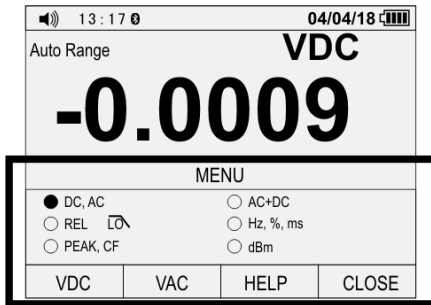 13:17 04/04/18
Auto Range VDC
-0.0009
MENU
DC, AC AC+DC
REL LO Hz, %, ms
PEAK, CF dBm
VDC VAC HELP CLOSE